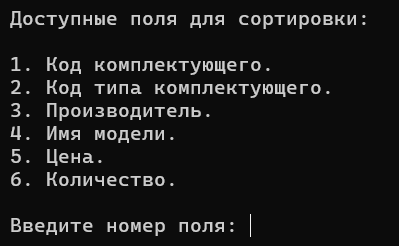 Доступные поля для сортировки:
1. Код комплектующего.
2. Код типа комплектующего.
3. Производитель.
4. Имя модели.
5. Цена.
6. Количество.
Введите номер поля: